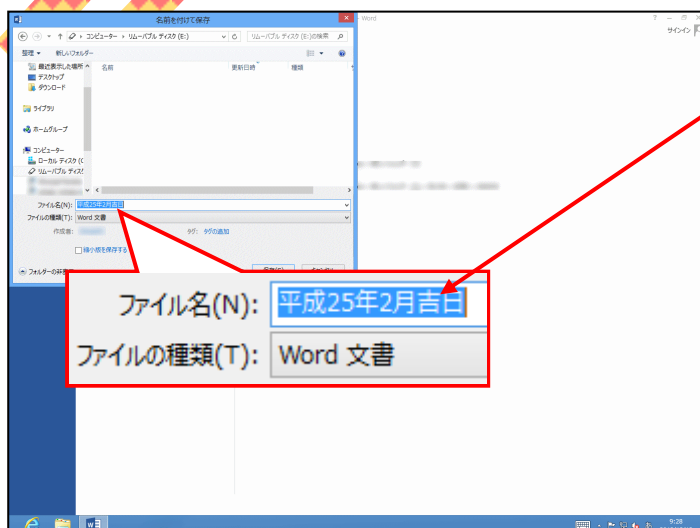 名前を付けて保存
Word
サインイン
コンピューター ▸ リムーバブル ディスク (E:)
リムーバブル ディスク (E:)の検索
整理 新しいフォルダー
最近表示した場所
デスクトップ
ダウンロード
ライブラリ
ホームグループ
コンピューター
ローカル ディスク (C
リムーバブル ディス
名前 更新日時 種類
ファイル名(N): 平成25年2月吉日
ファイルの種類(T): Word 文書
作成者:
タグ: タグの追加
縮小版を保存する
フォルダーの非表
ファイル名(N): 平成25年2月吉日
ファイルの種類(T): Word 文書
9:28